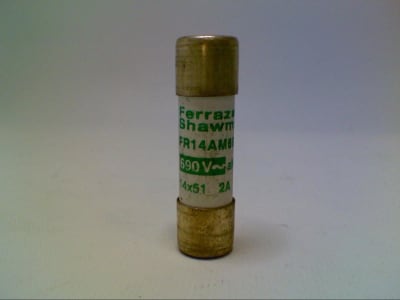 Ferraz
Shawm
FR14AM
690V~a
14x51 2A